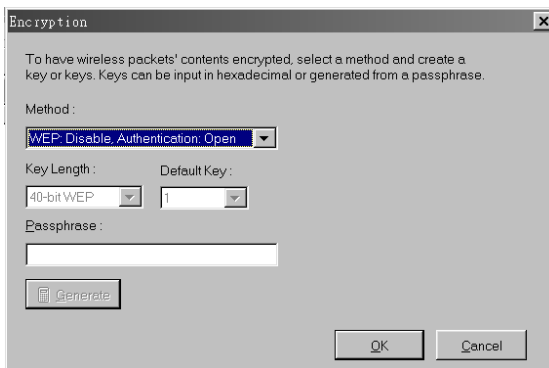 Encryption
To have wireless packets' contents encrypted, select a method and create a
key or keys. Keys can be input in hexadecimal or generated from a passphrase.
Method :
WEP: Disable, Authentication: Open
Key Length : Default Key :
40-bit WEP 1
Passphrase :
Generate
OK Cancel